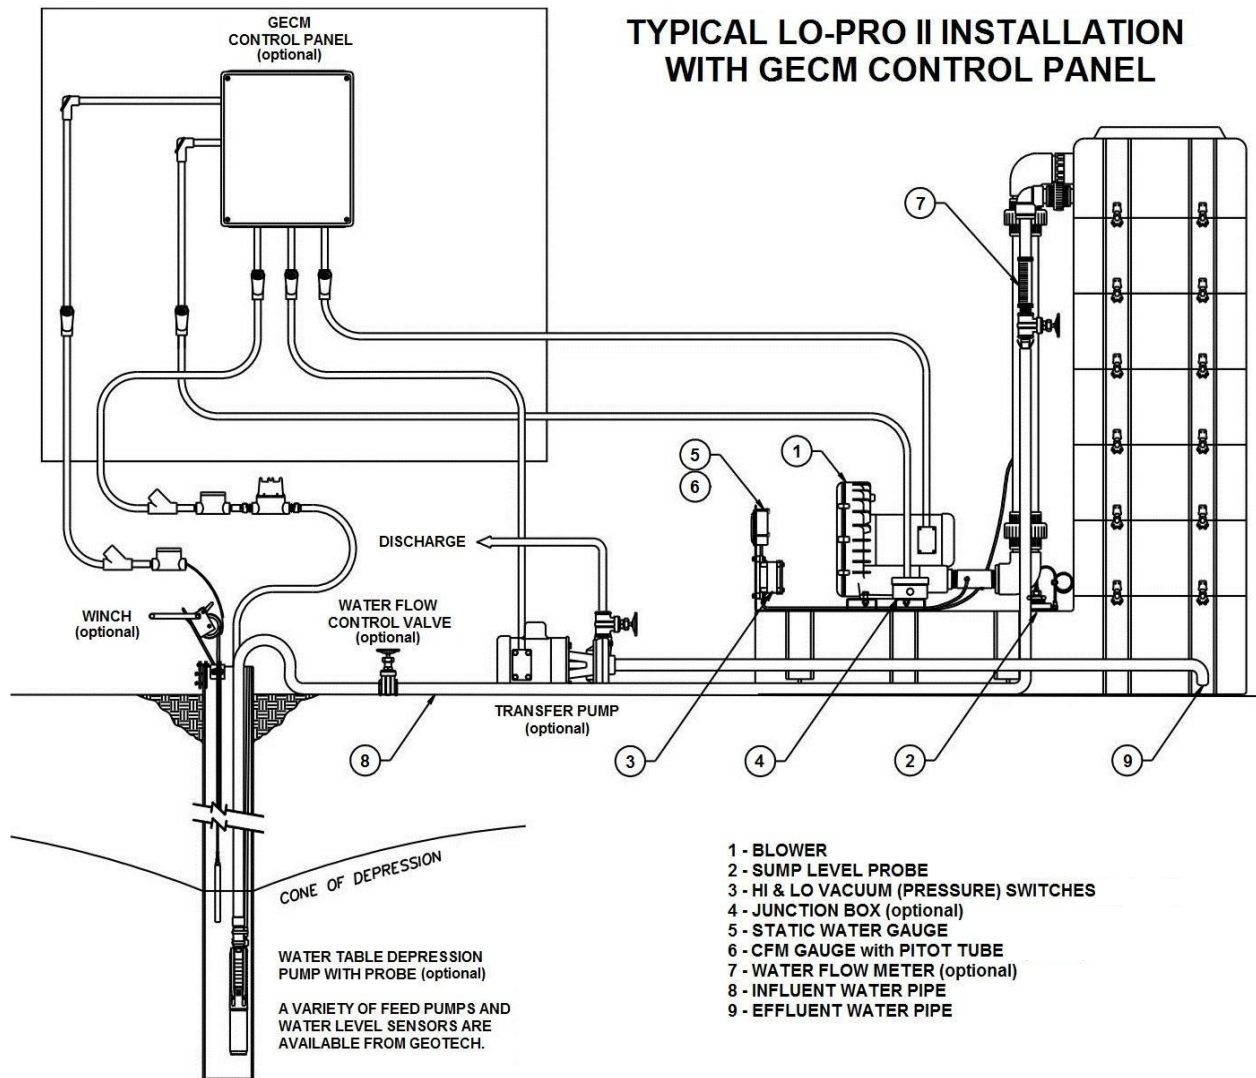 TYPICAL LO-PRO II INSTALLATION
WITH GECM CONTROL PANEL
GECM
CONTROL PANEL
(optional)
7
5
6
1
DISCHARGE
WINCH
(optional)
WATER FLOW
CONTROL VALVE
(optional)
TRANSFER PUMP
(optional)
8
3
4
2
9
CONE OF DEPRESSION
WATER TABLE DEPRESSION
PUMP WITH PROBE (optional)
A VARIETY OF FEED PUMPS AND
WATER LEVEL SENSORS ARE
AVAILABLE FROM GEOTECH.
1 - BLOWER
2 - SUMP LEVEL PROBE
3 - HI & LO VACUUM (PRESSURE) SWITCHES
4 - JUNCTION BOX (optional)
5 - STATIC WATER GAUGE
6 - CFM GAUGE with PITOT TUBE
7 - WATER FLOW METER (optional)
8 - INFLUENT WATER PIPE
9 - EFFLUENT WATER PIPE